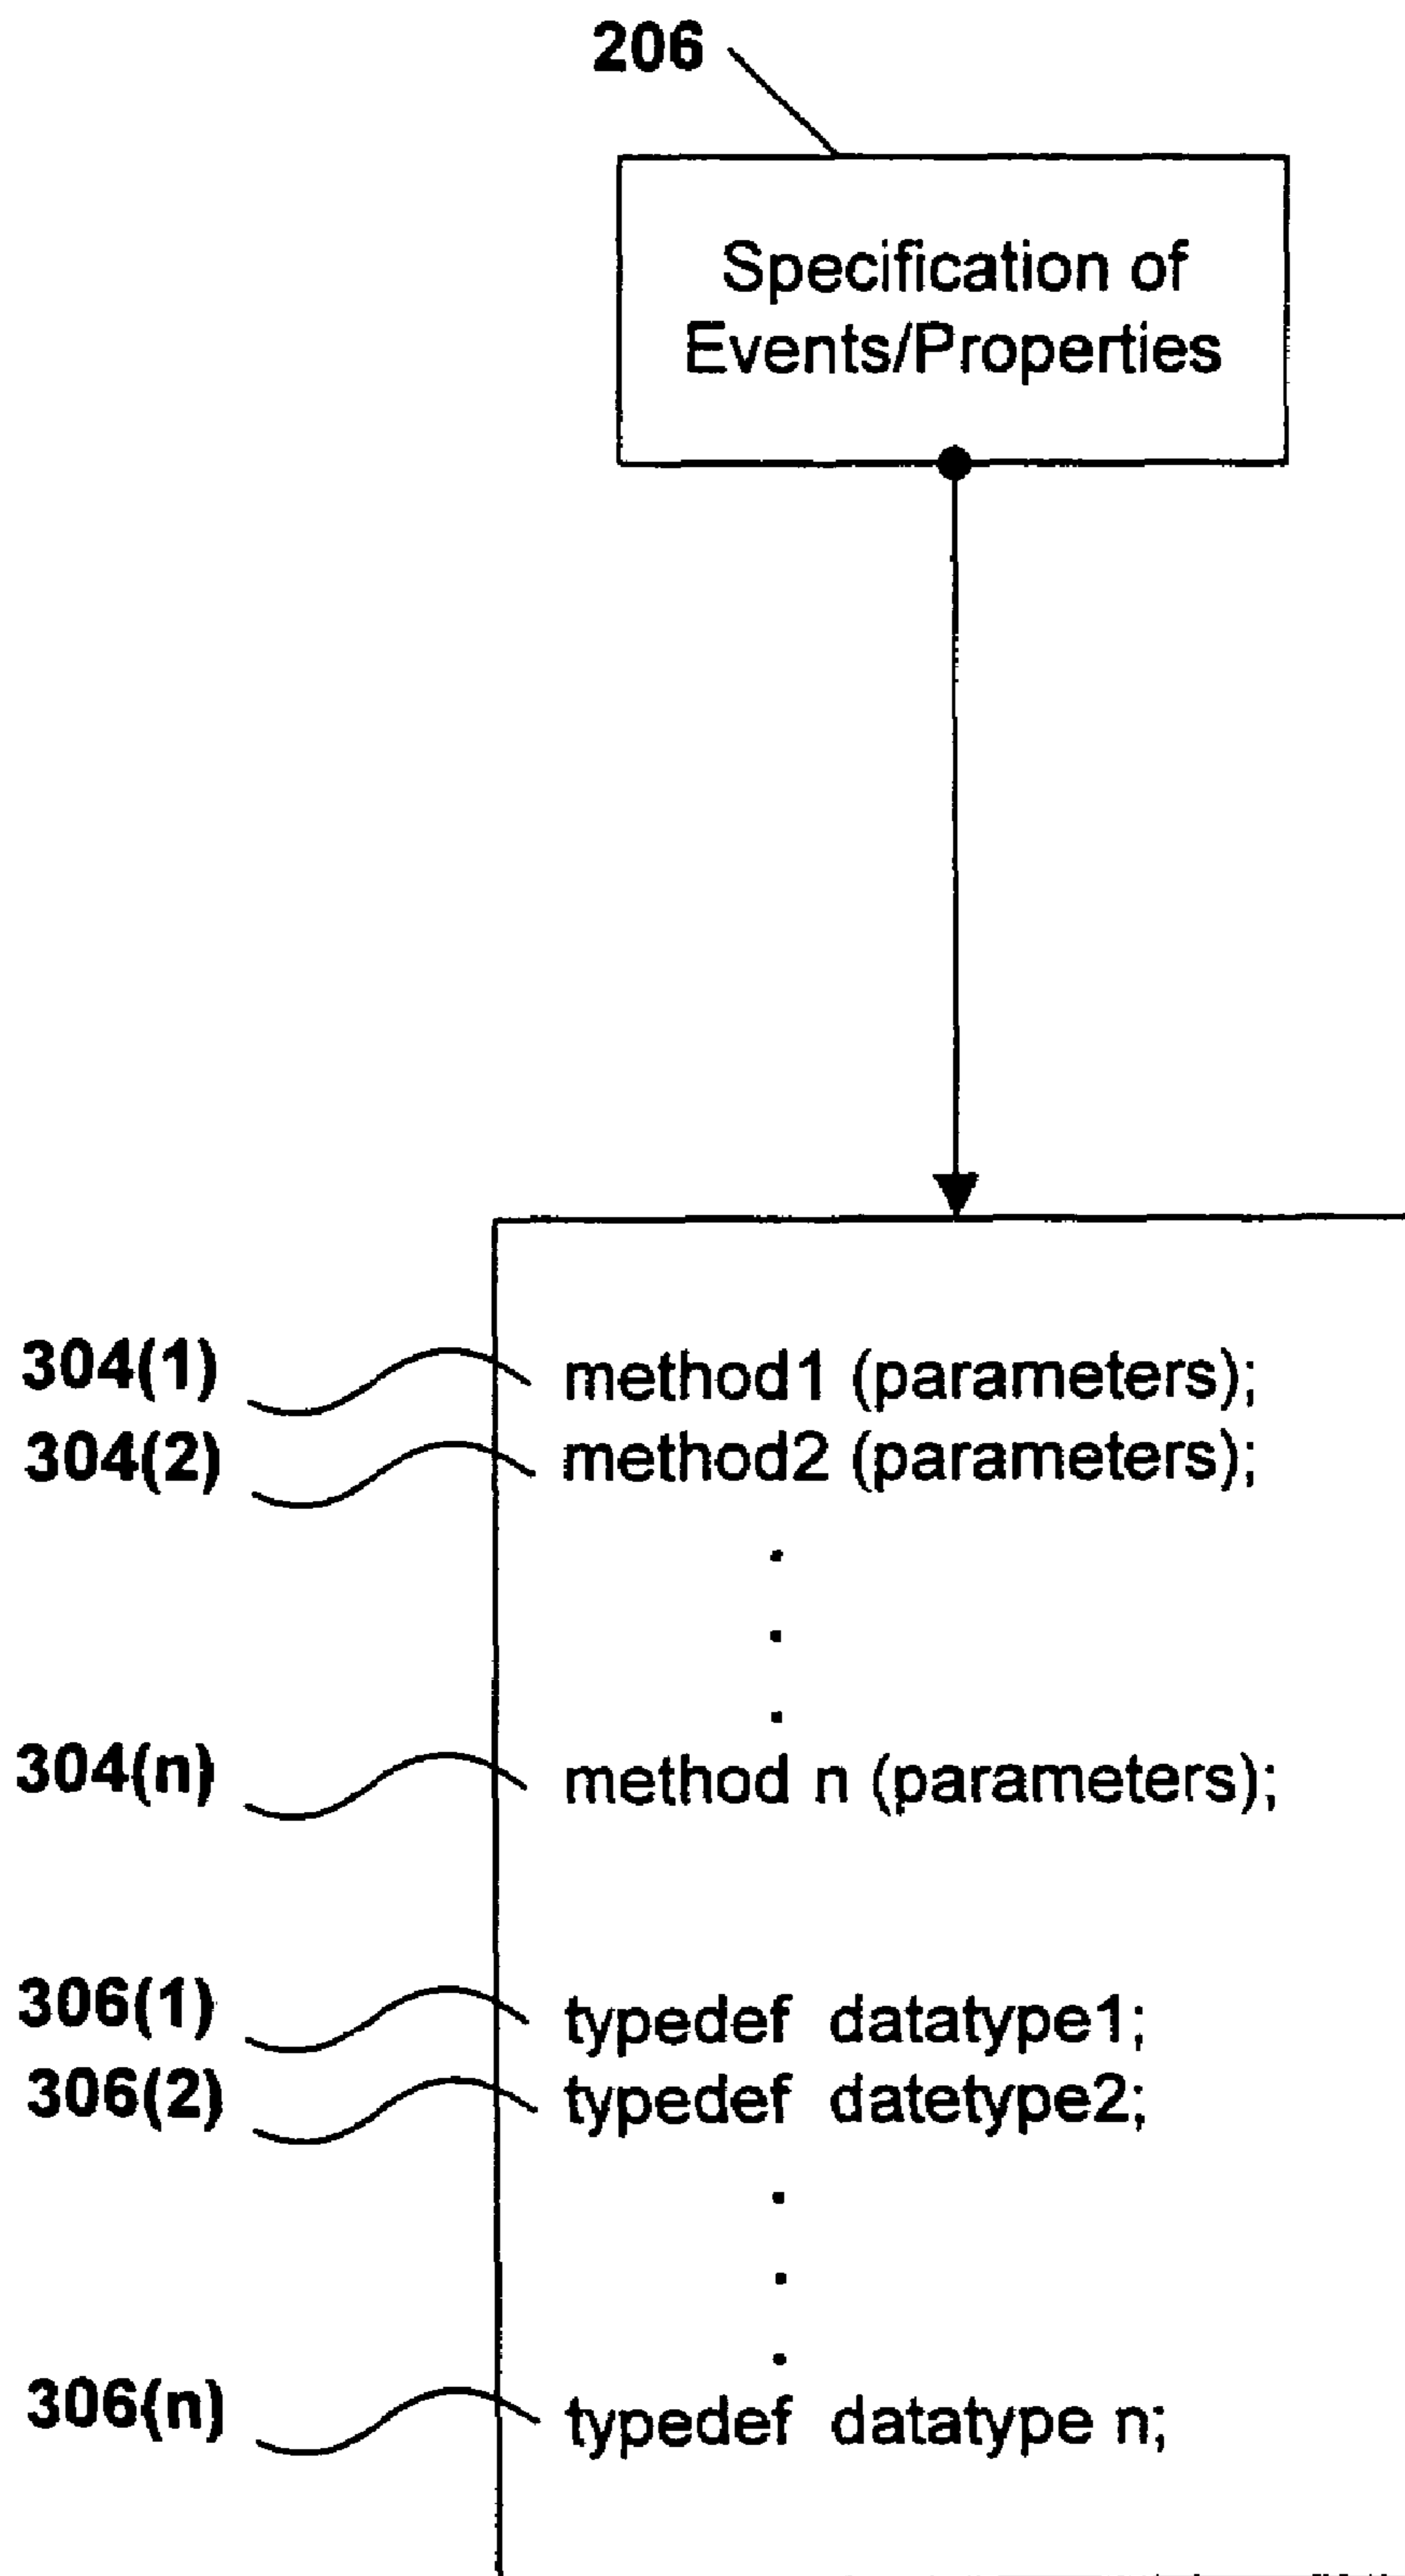 206
Specification of
Events/Properties
304(1) method1 (parameters);
304(2) method2 (parameters);
.
.
.
304(n) method n (parameters);
306(1) typedef datatype1;
306(2) typedef datetype2;
.
.
.
306(n) typedef datatype n;